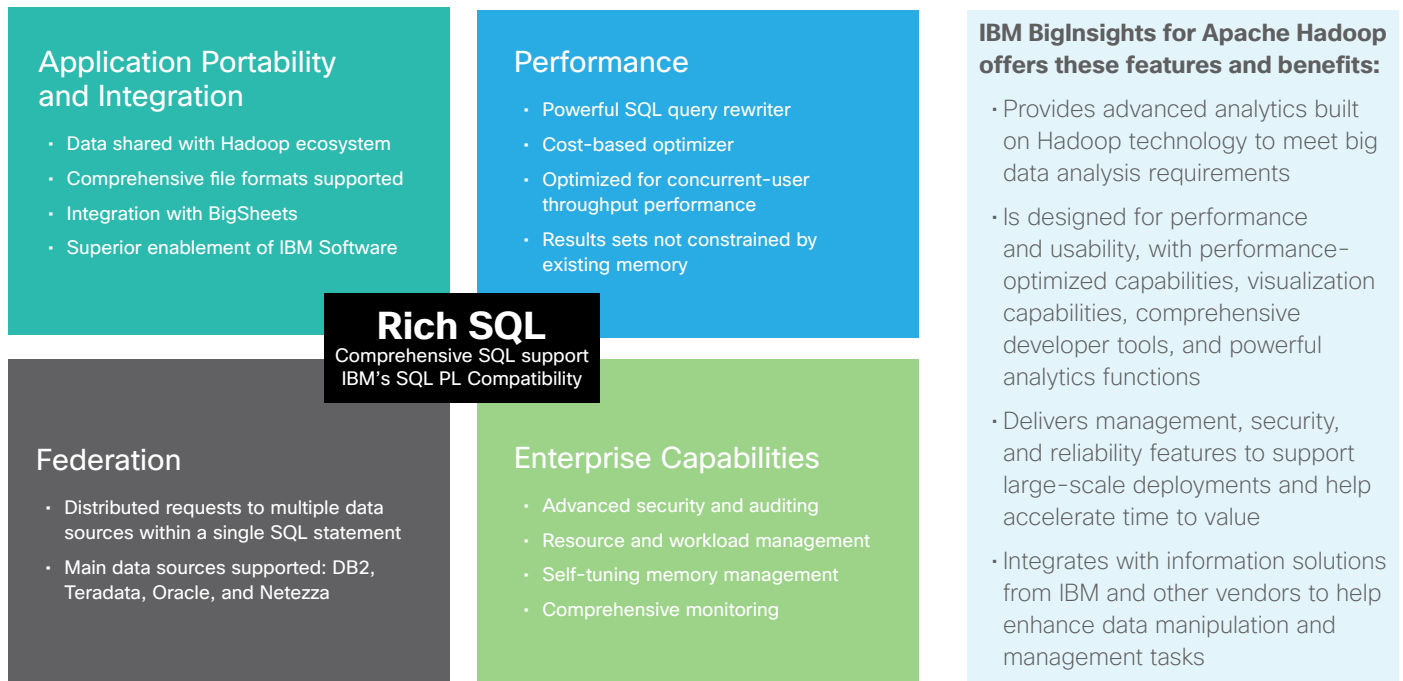 Application Portability
and Integration
· Data shared with Hadoop ecosystem
· Comprehensive file formats supported
· Integration with BigSheets
· Superior enablement of IBM Software
Performance
· Powerful SQL query rewriter
· Cost-based optimizer
· Optimized for concurrent-user
throughput performance
· Results sets not constrained by
existing memory
Rich SQL
Comprehensive SQL support
IBM's SQL PL Compatibility
Federation
· Distributed requests to multiple data
sources within a single SQL statement
· Main data sources supported: DB2,
Teradata, Oracle, and Netezza
Enterprise Capabilities
· Advanced security and auditing
· Resource and workload management
· Self-tuning memory management
· Comprehensive monitoring
IBM BigInsights for Apache Hadoop
offers these features and benefits:
· Provides advanced analytics built
on Hadoop technology to meet big
data analysis requirements
· Is designed for performance
and usability, with performance-
optimized capabilities, visualization
capabilities, comprehensive
developer tools, and powerful
analytics functions
· Delivers management, security,
and reliability features to support
large-scale deployments and help
accelerate time to value
· Integrates with information solutions
from IBM and other vendors to help
enhance data manipulation and
management tasks